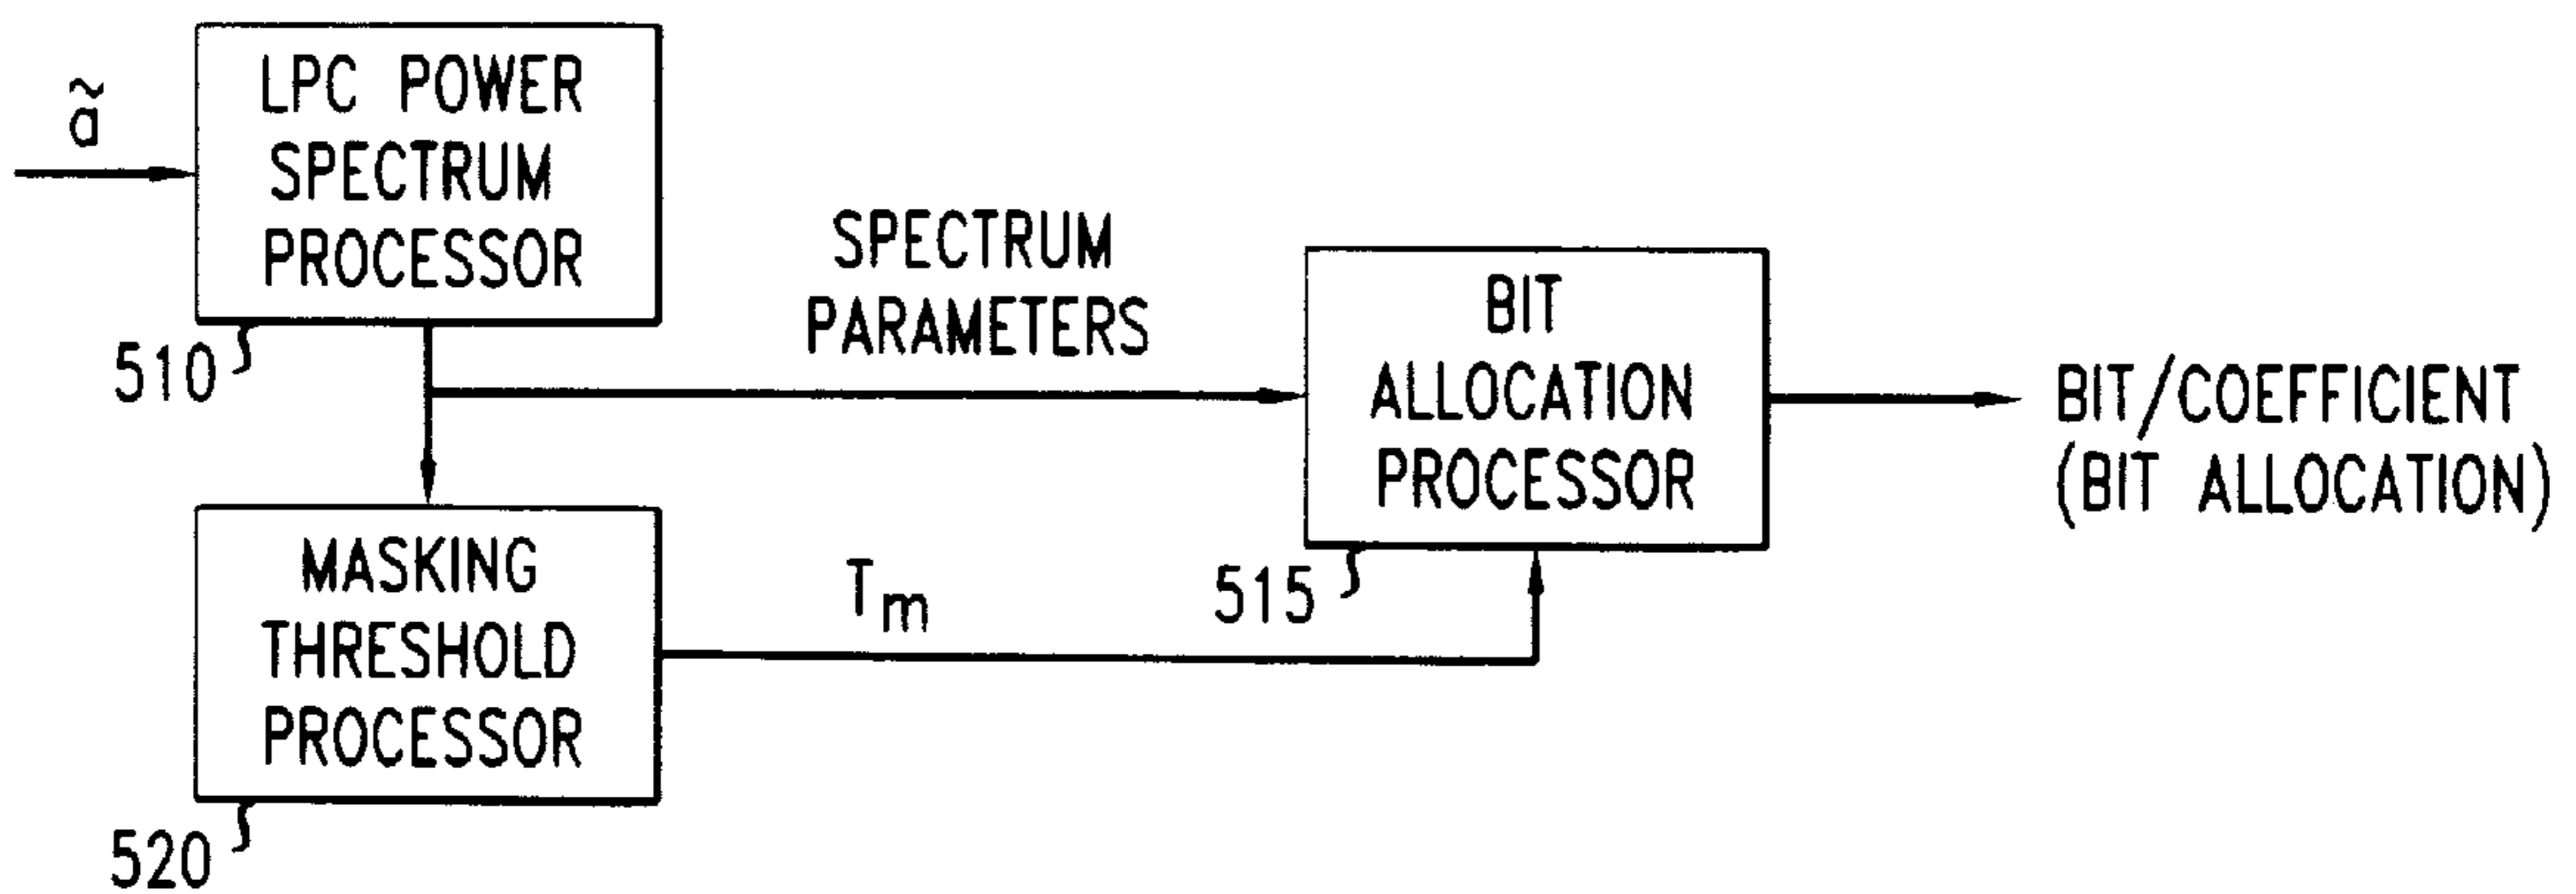 ã
LPC POWER
SPECTRUM
PROCESSOR
510
SPECTRUM
PARAMETERS
BIT
ALLOCATION
PROCESSOR
515
BIT/COEFFICIENT
(BIT ALLOCATION)
MASKING
THRESHOLD
PROCESSOR
520
Tm